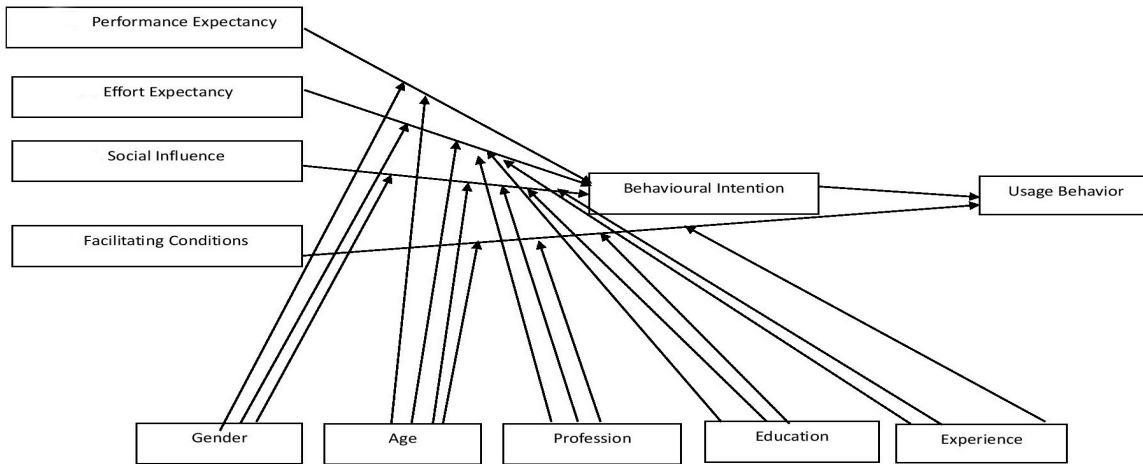 Performance Expectancy
Effort Expectancy
Social Influence
Behavioural Intention
Usage Behavior
Facilitating Conditions
Gender
Age
Profession
Education
Experience